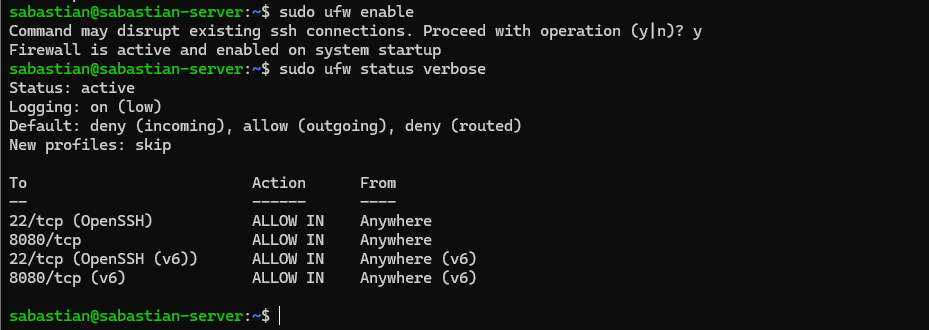 sabastian@sabastian-server:~$ sudo ufw enable
Command may disrupt existing ssh connections. Proceed with operation (y|n)? y
Firewall is active and enabled on system startup
sabastian@sabastian-server:~$ sudo ufw status verbose
Status: active
Logging: on (low)
Default: deny (incoming), allow (outgoing), deny (routed)
New profiles: skip

To                         Action      From
--                         ------      ----
22/tcp (OpenSSH)           ALLOW IN    Anywhere
8080/tcp                   ALLOW IN    Anywhere
22/tcp (OpenSSH (v6))      ALLOW IN    Anywhere (v6)
8080/tcp (v6)              ALLOW IN    Anywhere (v6)

sabastian@sabastian-server:~$